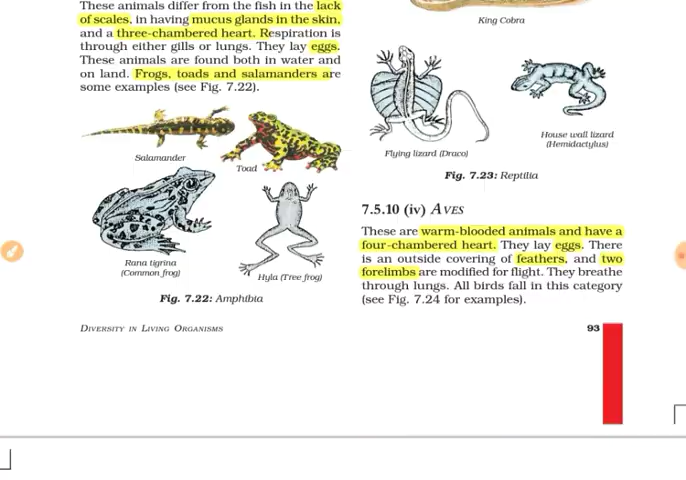 These animals differ from the fish in the lack
of scales, in having mucus glands in the skin,
and a three-chambered heart. Respiration is
through either gills or lungs. They lay eggs.
These animals are found both in water and
on land. Frogs, toads and salamanders are
some examples (see Fig. 7.22).
Salamander
Toad
Rana tigrina
(Common frog)
Hyla (Tree frog)
Fig. 7.22: Amphibia
King Cobra
Flying lizard (Draco)
House wall lizard
(Hemidactylus)
Fig. 7.23: Reptilia
7.5.10 (iv) AVES
These are warm-blooded animals and have a
four-chambered heart. They lay eggs. There
is an outside covering of feathers, and two
forelimbs are modified for flight. They breathe
through lungs. All birds fall in this category
(see Fig. 7.24 for examples).
DIVERSITY IN LIVING ORGANISMS
93